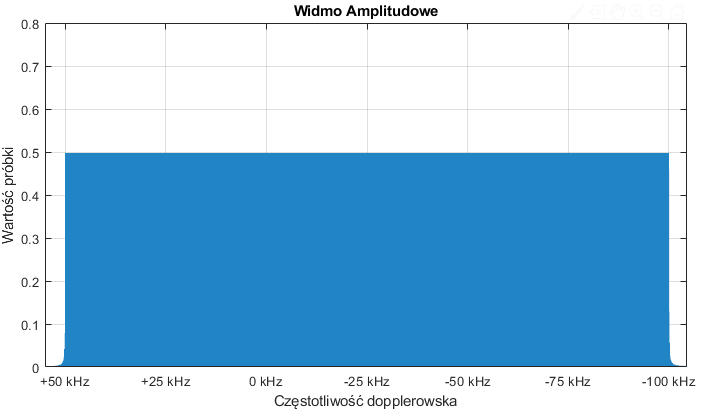 Widmo Amplitudowe
0.8
0.7
0.6
0.5
0.4
0.3
0.2
0.1
0
Wartość próbki
+50 kHz +25 kHz 0 kHz -25 kHz -50 kHz -75 kHz -100 kHz
Częstotliwość dopplerowska